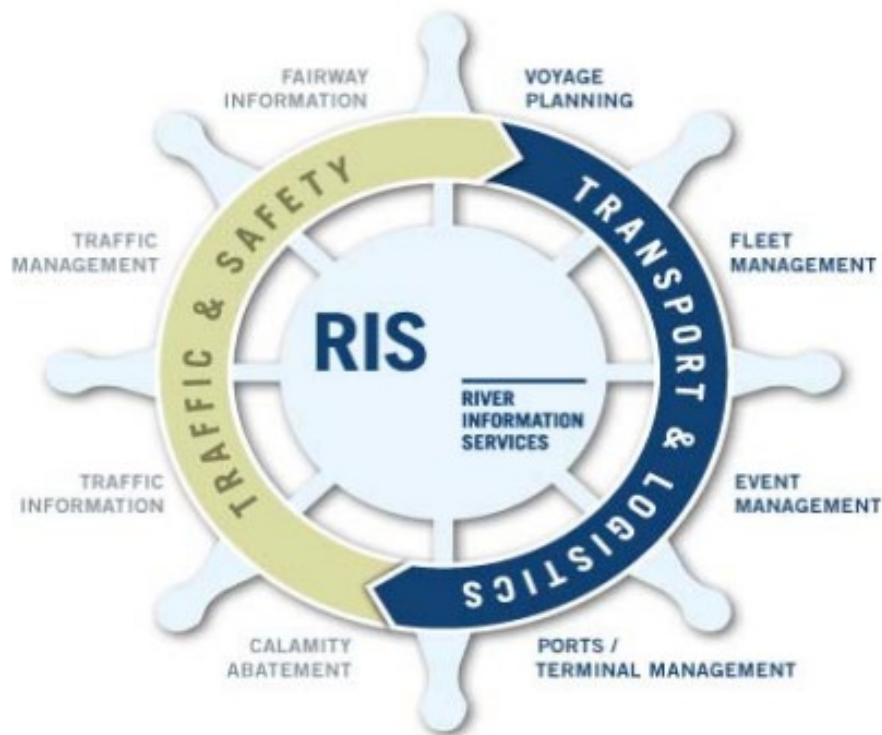 FAIRWAY
INFORMATION
VOYAGE
PLANNING
TRAFFIC & SAFETY
TRANSPORT & LOGISTICS
TRAFFIC
MANAGEMENT
FLEET
MANAGEMENT
RIS
RIVER
INFORMATION
SERVICES
TRAFFIC
INFORMATION
EVENT
MANAGEMENT
CALAMITY
ABATEMENT
PORTS /
TERMINAL MANAGEMENT